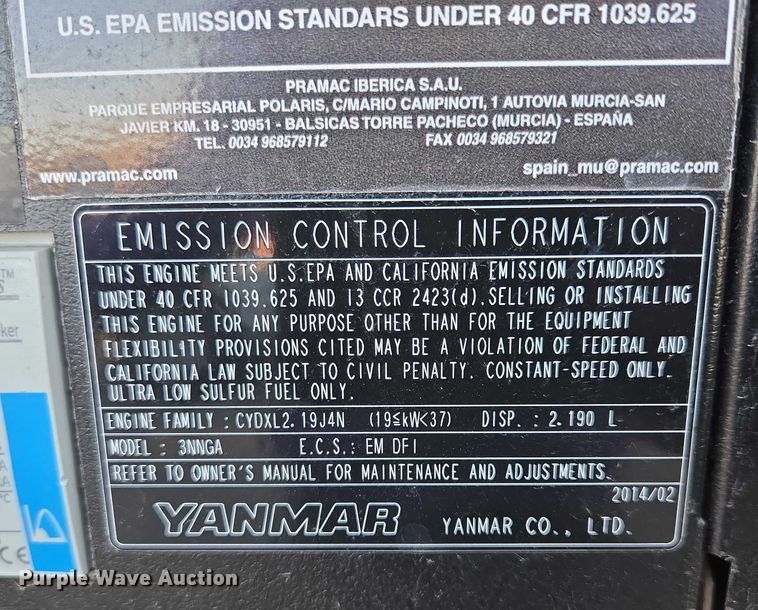 U.S. EPA EMISSION STANDARS UNDER 40 CFR 1039.625
PRAMAC IBERICA S.A.U.
PARQUE EMPRESARIAL POLARIS, C/MARIO CAMPINOTI, 1 AUTOVIA MURCIA-SAN
JAVIER KM. 18 - 30951 - BALSICAS TORRE PACHECO (MURCIA) - ESPAÑA
TEL. 0034 968579112 FAX 0034 968579321
www.pramac.com spain_mu@pramac.com
EMISSION CONTROL INFORMATION
THIS ENGINE MEETS U.S.EPA AND CALIFORNIA EMISSION STANDARDS
UNDER 40 CFR 1039.625 AND 13 CCR 2423(d).SELLING OR INSTALLING
THIS ENGINE FOR ANY PURPOSE OTHER THAN FOR THE EQUIPMENT
FLEXIBILITY PROVISIONS CITED MAY BE A VIOLATION OF FEDERAL AND
CALIFORNIA LAW SUBJECT TO CIVIL PENALTY. CONSTANT-SPEED ONLY.
ULTRA LOW SULFUR FUEL ONLY.
ENGINE FAMILY : CYDXL2.19J4N (19≦kW<37) DISP. : 2.190 L
MODEL : 3NNGA E.C.S. : EM DFI
REFER TO OWNER'S MANUAL FOR MAINTENANCE AND ADJUSTMENTS.
2014/02
YANMAR YANMAR CO., LTD.
Purple Wave Auction